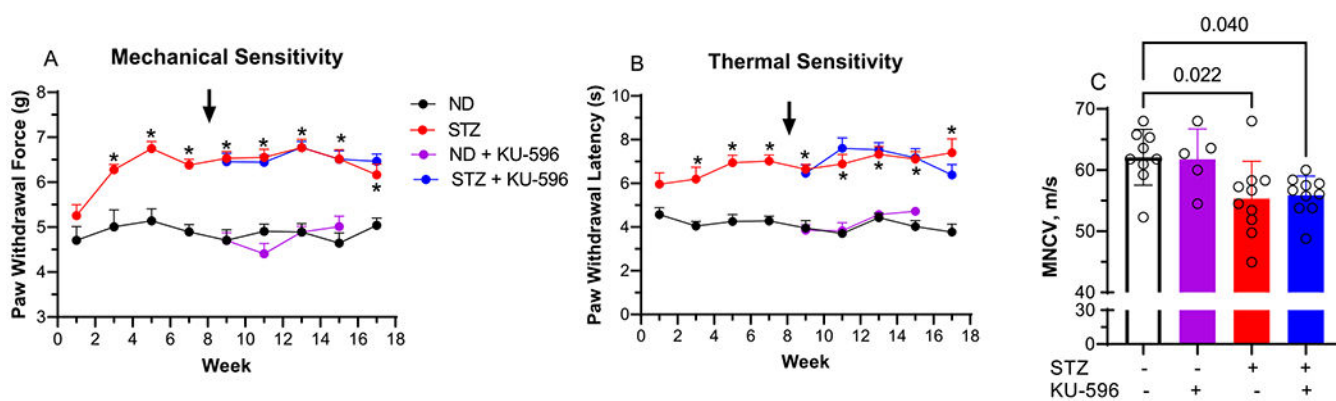 A
Mechanical Sensitivity
Paw Withdrawal Force (g)
8
7
6
5
4
3
* * * * * * * *
0 2 4 6 8 10 12 14 16 18
Week
ND
STZ
ND + KU-596
STZ + KU-596
B
Thermal Sensitivity
Paw Withdrawal Latency (s)
10
8
6
4
2
0
* * * * * * * *
0 2 4 6 8 10 12 14 16 18
Week
C
0.040
0.022
MNCV, m/s
70
60
50
40
30
0
STZ - - + +
KU-596 - + - +